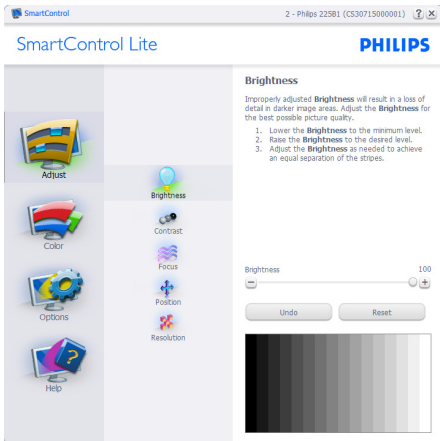 SmartControl
2 - Philips 225B1 (CS30715000001)
SmartControl Lite
PHILIPS
Adjust
Color
Options
Help
Brightness
Contrast
Focus
Position
Resolution
Brightness
Improperly adjusted Brightness will result in a loss of
detail in darker image areas. Adjust the Brightness for
the best possible picture quality.
1. Lower the Brightness to the minimum level.
2. Raise the Brightness to the desired level.
3. Adjust the Brightness as needed to achieve
an equal separation of the stripes.
Brightness 100
Undo Reset